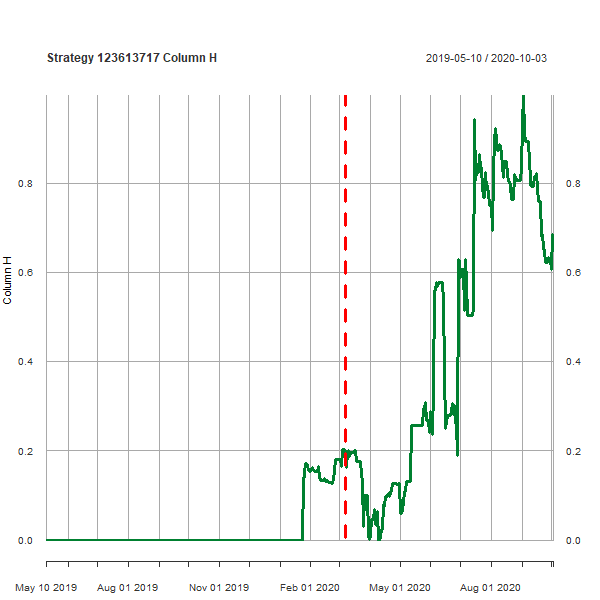 Strategy 123613717 Column H
2019-05-10 / 2020-10-03
Column H
0.8
0.6
0.4
0.2
0.0
0.8
0.6
0.4
0.2
0.0
May 10 2019
Aug 01 2019
Nov 01 2019
Feb 01 2020
May 01 2020
Aug 01 2020